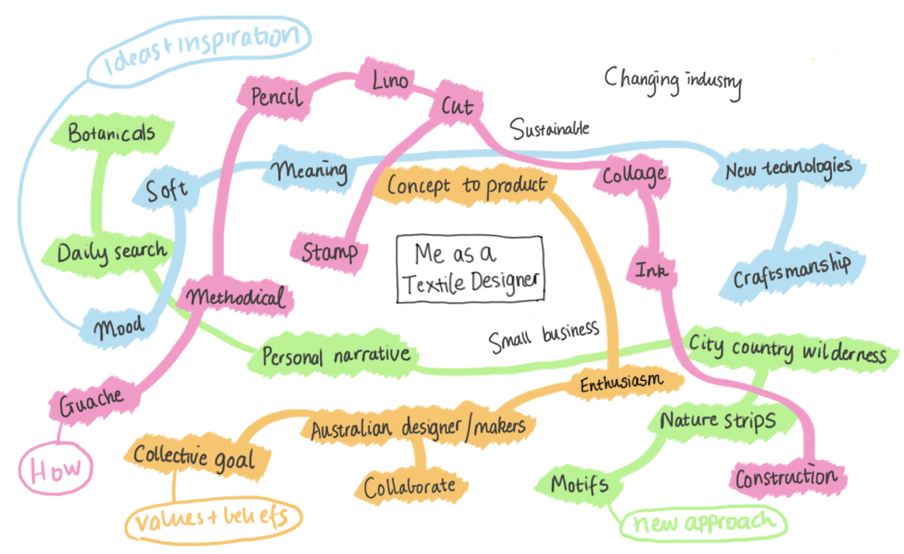 Ideas + inspiration
Lino
Changing industry
Pencil
Cut
Botanicals
Sustainable
Meaning
New technologies
Soft
Concept to product
Collage
Daily search
Stamp
Me as a
Textile Designer
Ink
Craftsmanship
Methodical
Mood
Small business
Personal narrative
City country wilderness
Enthusiasm
Guache
Nature strips
Australian designer/makers
Collective goal
How
Collaborate
Motifs
Construction
values + beliefs
new approach